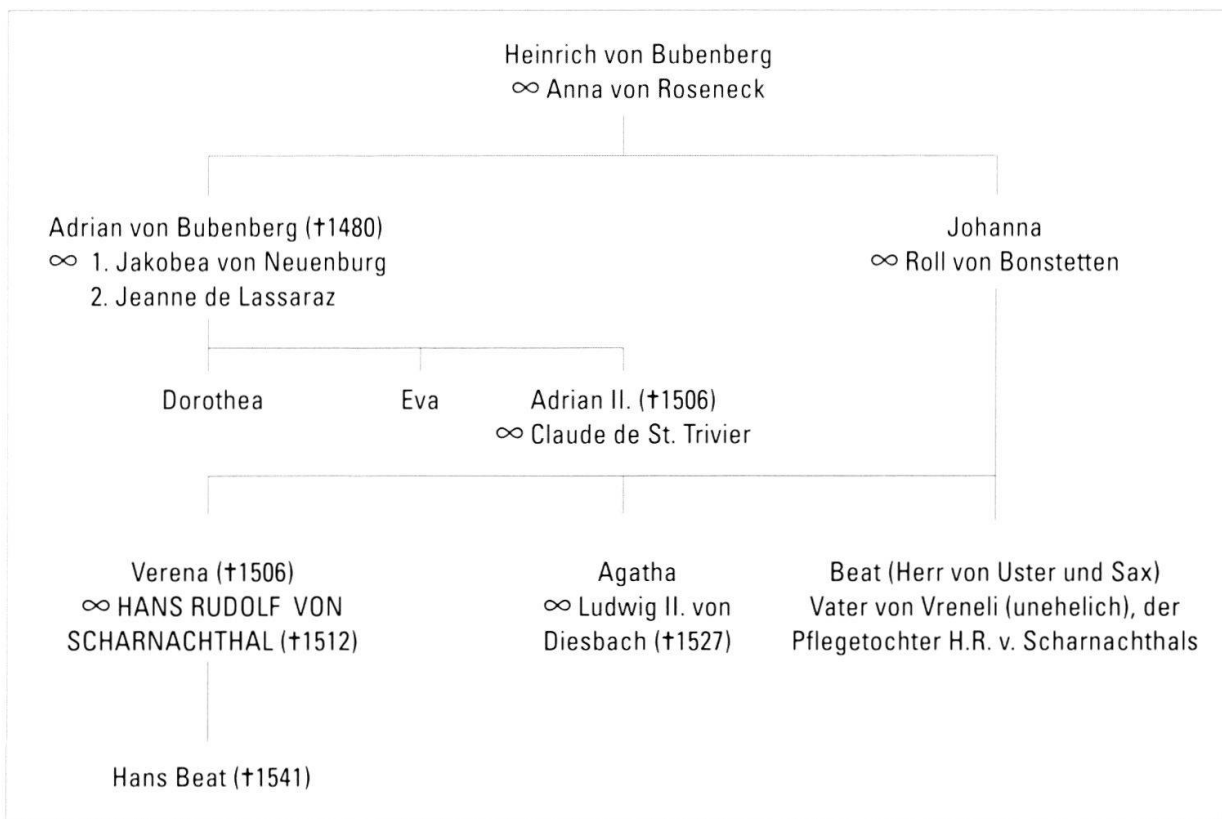 Heinrich von Bubenberg
∞ Anna von Roseneck
Adrian von Bubenberg (†1480)
∞ 1. Jakobea von Neuenburg
2. Jeanne de Lassaraz
Johanna
∞ Roll von Bonstetten
Dorothea
Eva
Adrian II. (†1506)
∞ Claude de St. Trivier
Verena (†1506)
∞ HANS RUDOLF VON
SCHARNACHTHAL (†1512)
Agatha
∞ Ludwig II. von
Diesbach (†1527)
Beat (Herr von Uster und Sax)
Vater von Vreneli (unehelich), der
Pflegetochter H.R. v. Scharnachthals
Hans Beat (†1541)